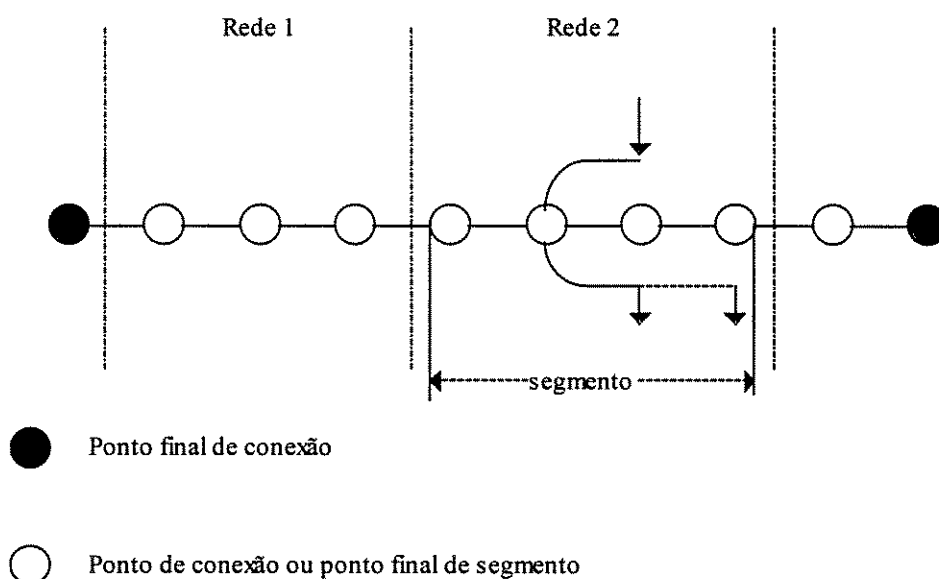 Rede 1
Rede 2
segmento
Ponto final de conexão
Ponto de conexão ou ponto final de segmento